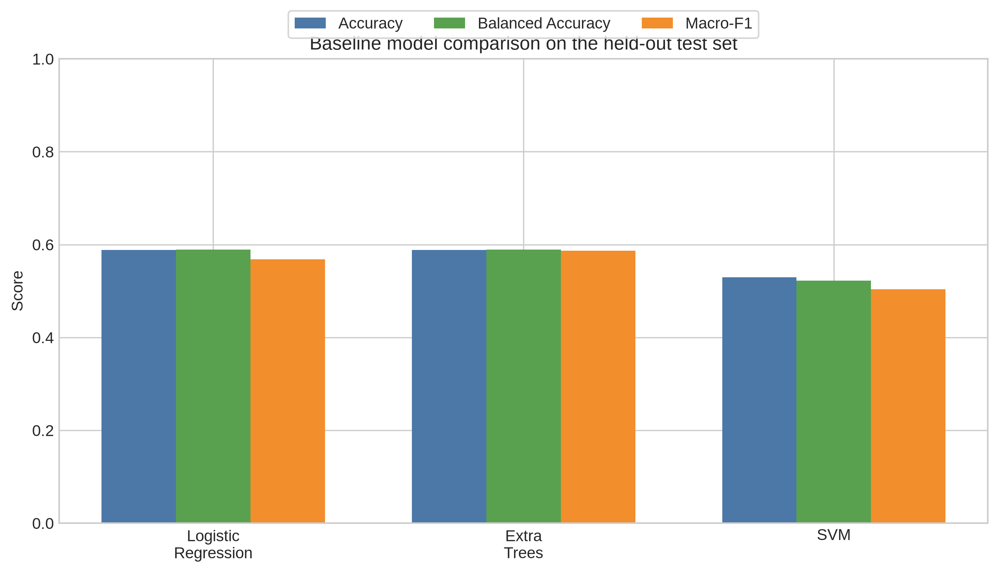 Accuracy Balanced Accuracy Macro-F1
Baseline model comparison on the held-out test set
1.0
0.8
0.6
0.4
0.2
0.0
Score
Logistic
Regression
Extra
Trees
SVM